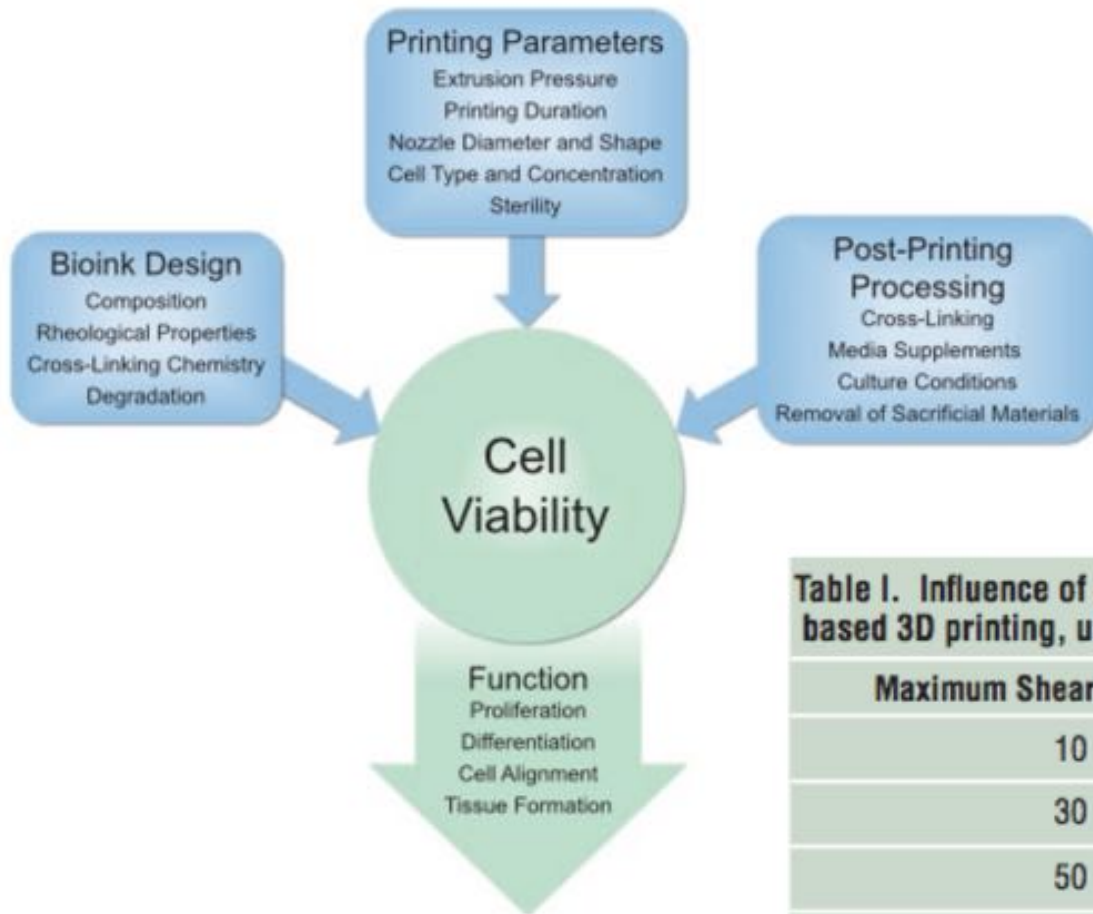 Printing Parameters
Extrusion Pressure
Printing Duration
Nozzle Diameter and Shape
Cell Type and Concentration
Sterility
Bioink Design
Composition
Rheological Properties
Cross-Linking Chemistry
Degradation
Post-Printing
Processing
Cross-Linking
Media Supplements
Culture Conditions
Removal of Sacrificial Materials
Cell
Viability
Function
Proliferation
Differentiation
Cell Alignment
Tissue Formation
Table I. Influence of
based 3D printing, u
Maximum Shear
10
30
50